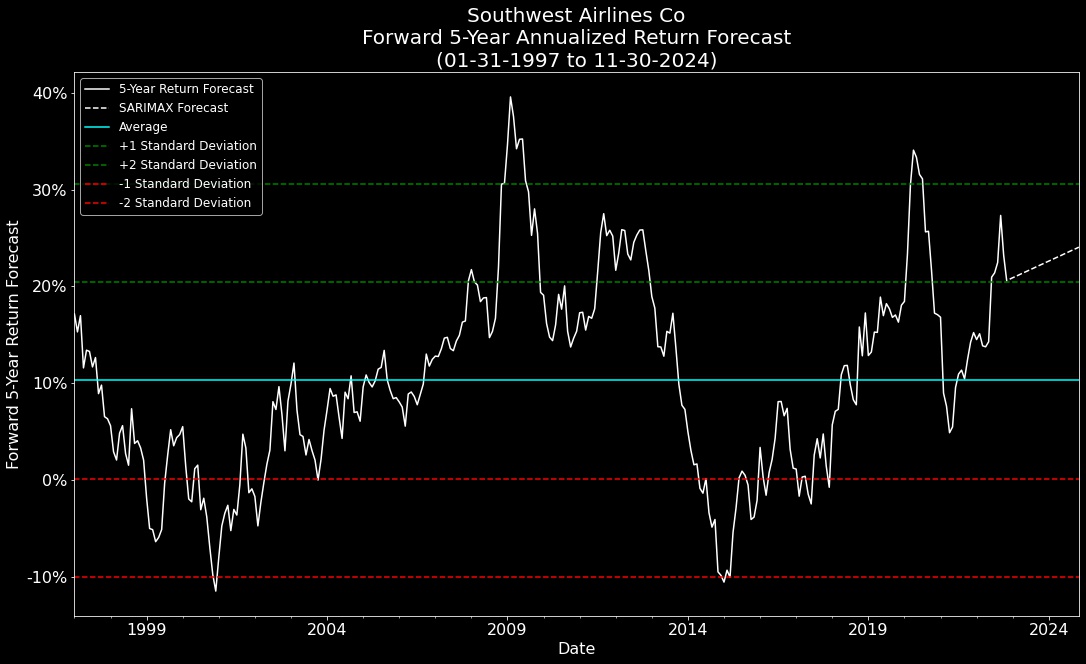 Southwest Airlines Co
Forward 5-Year Annualized Return Forecast
(01-31-1997 to 11-30-2024)
5-Year Return Forecast
SARIMAX Forecast
Average
+1 Standard Deviation
+2 Standard Deviation
-1 Standard Deviation
-2 Standard Deviation
Forward 5-Year Return Forecast
40%
30%
20%
10%
0%
-10%
1999
2004
2009
2014
2019
2024
Date